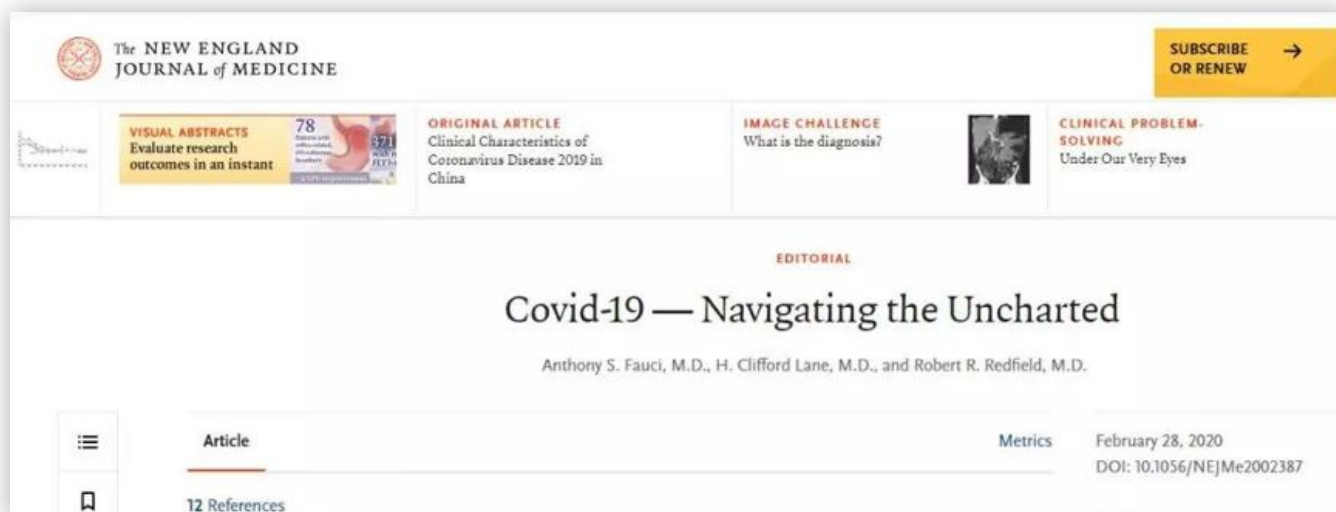 The NEW ENGLAND
JOURNAL of MEDICINE
SUBSCRIBE
OR RENEW
VISUAL ABSTRACTS
Evaluate research
outcomes in an instant
78
371
ORIGINAL ARTICLE
Clinical Characteristics of
Coronavirus Disease 2019 in
China
IMAGE CHALLENGE
What is the diagnosis?
CLINICAL PROBLEM-
SOLVING
Under Our Very Eyes
EDITORIAL
Covid-19 — Navigating the Uncharted
Anthony S. Fauci, M.D., H. Clifford Lane, M.D., and Robert R. Redfield, M.D.
Article
Metrics
February 28, 2020
DOI: 10.1056/NEJMe2002387
12 References